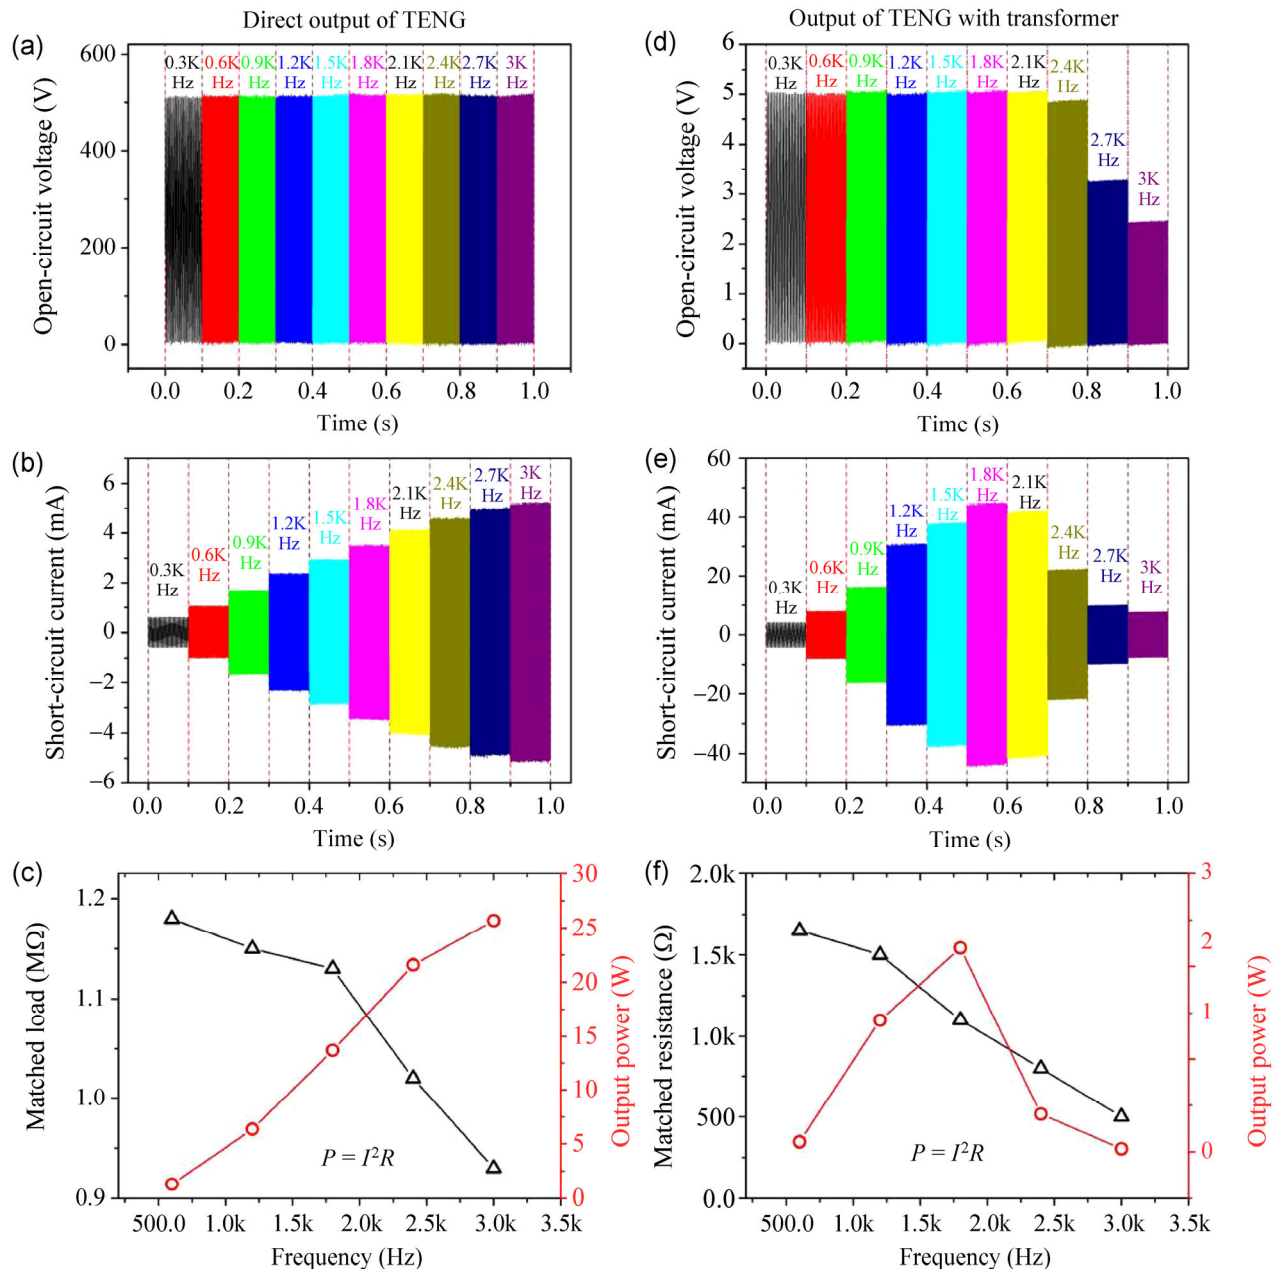 Direct output of TENG
Output of TENG with transformer
(a)
Open-circuit voltage (V)
600
400
200
0
0.3K
Hz
0.6K
Hz
0.9K
Hz
1.2K
Hz
1.5K
Hz
1.8K
Hz
2.1K
Hz
2.4K
Hz
2.7K
Hz
3K
Hz
0.0 0.2 0.4 0.6 0.8 1.0
Time (s)
(d)
Open-circuit voltage (V)
6
5
4
3
2
1
0
0.3K
Hz
0.6K
Hz
0.9K
Hz
1.2K
Hz
1.5K
Hz
1.8K
Hz
2.1K
Hz
2.4K
Hz
2.7K
Hz
3K
Hz
0.0 0.2 0.4 0.6 0.8 1.0
Timc (s)
(b)
Short-circuit current (mA)
6
4
2
0
−2
−4
−6
0.3K
Hz
0.6K
Hz
0.9K
Hz
1.2K
Hz
1.5K
Hz
1.8K
Hz
2.1K
Hz
2.4K
Hz
2.7K
Hz
3K
Hz
0.0 0.2 0.4 0.6 0.8 1.0
Time (s)
(e)
Short-circuit current (mA)
60
40
20
0
−20
−40
0.3K
Hz
0.6K
Hz
0.9K
Hz
1.2K
Hz
1.5K
Hz
1.8K
Hz
2.1K
Hz
2.4K
Hz
2.7K
Hz
3K
Hz
0.0 0.2 0.4 0.6 0.8 1.0
Time (s)
(c)
Matched load (MΩ)
1.2
1.1
1.0
0.9
P = I²R
30
25
20
15
10
5
0
Output power (W)
500.0 1.0k 1.5k 2.0k 2.5k 3.0k 3.5k
Frequency (Hz)
(f)
Matched resistance (Ω)
2.0k
1.5k
1.0k
500
0.0
P = I²R
3
2
1
0
Output power (W)
500.0 1.0k 1.5k 2.0k 2.5k 3.0k 3.5k
Frequency (Hz)